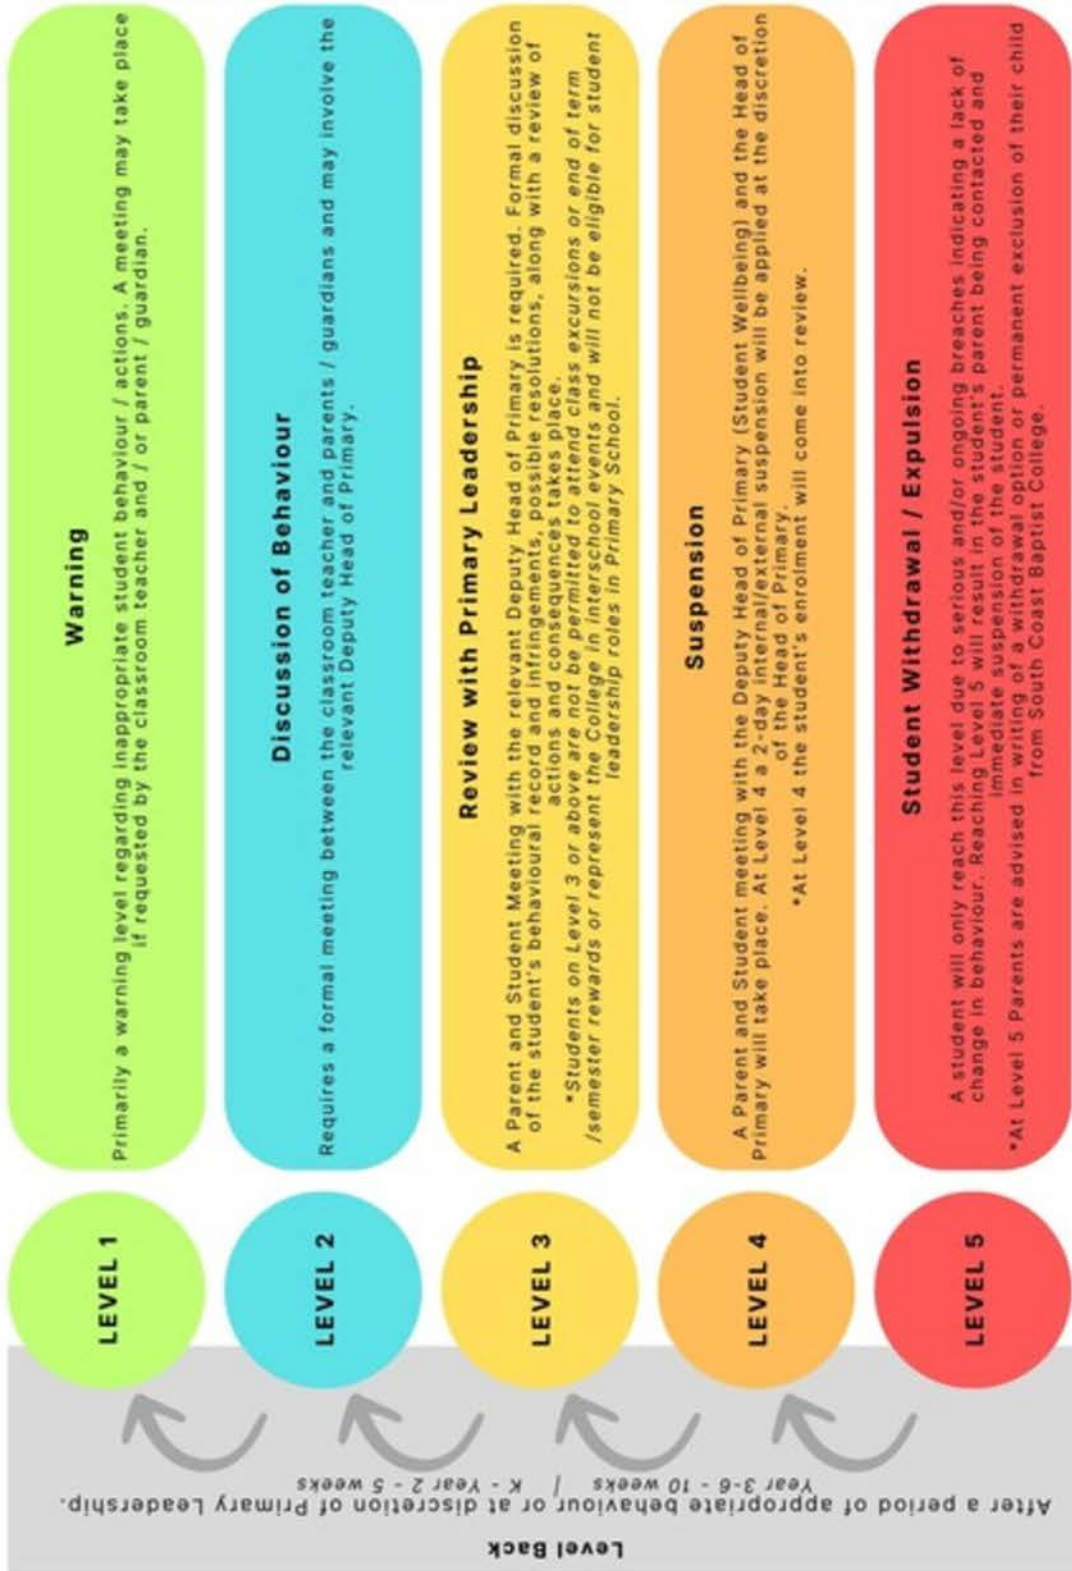 LEVEL 1
Warning
Primarily a warning level regarding inappropriate student behaviour / actions. A meeting may take place
if requested by the classroom teacher and / or parent / guardian.
LEVEL 2
Discussion of Behaviour
Requires a formal meeting between the classroom teacher and parents / guardians and may involve the
relevant Deputy Head of Primary.
LEVEL 3
Review with Primary Leadership
A Parent and Student Meeting with the relevant Deputy Head of Primary is required. Formal discussion
of the student's behavioural record and infringements, possible resolutions, along with a review of
actions and consequences takes place.
*Students on Level 3 or above are not be permitted to attend class excursions or end of term
/semester rewards or represent the College in interschool events and will not be eligible for student
leadership roles in Primary School.
LEVEL 4
Suspension
A Parent and Student meeting with the Deputy Head of Primary (Student Wellbeing) and the Head of
Primary will take place. At Level 4 a 2-day internal/external suspension will be applied at the discretion
of the Head of Primary.
*At Level 4 the student's enrolment will come into review.
LEVEL 5
Student Withdrawal / Expulsion
A student will only reach this level due to serious and/or ongoing breaches indicating a lack of
change in behaviour. Reaching Level 5 will result in the student's parent being contacted and
immediate suspension of the student.
*At Level 5 Parents are advised in writing of a withdrawal option or permanent exclusion of their child
from South Coast Baptist College.
Level Back
After a period of appropriate behaviour or at discretion of Primary Leadership.
Year 3-6 - 10 weeks | K - Year 2 - 5 weeks